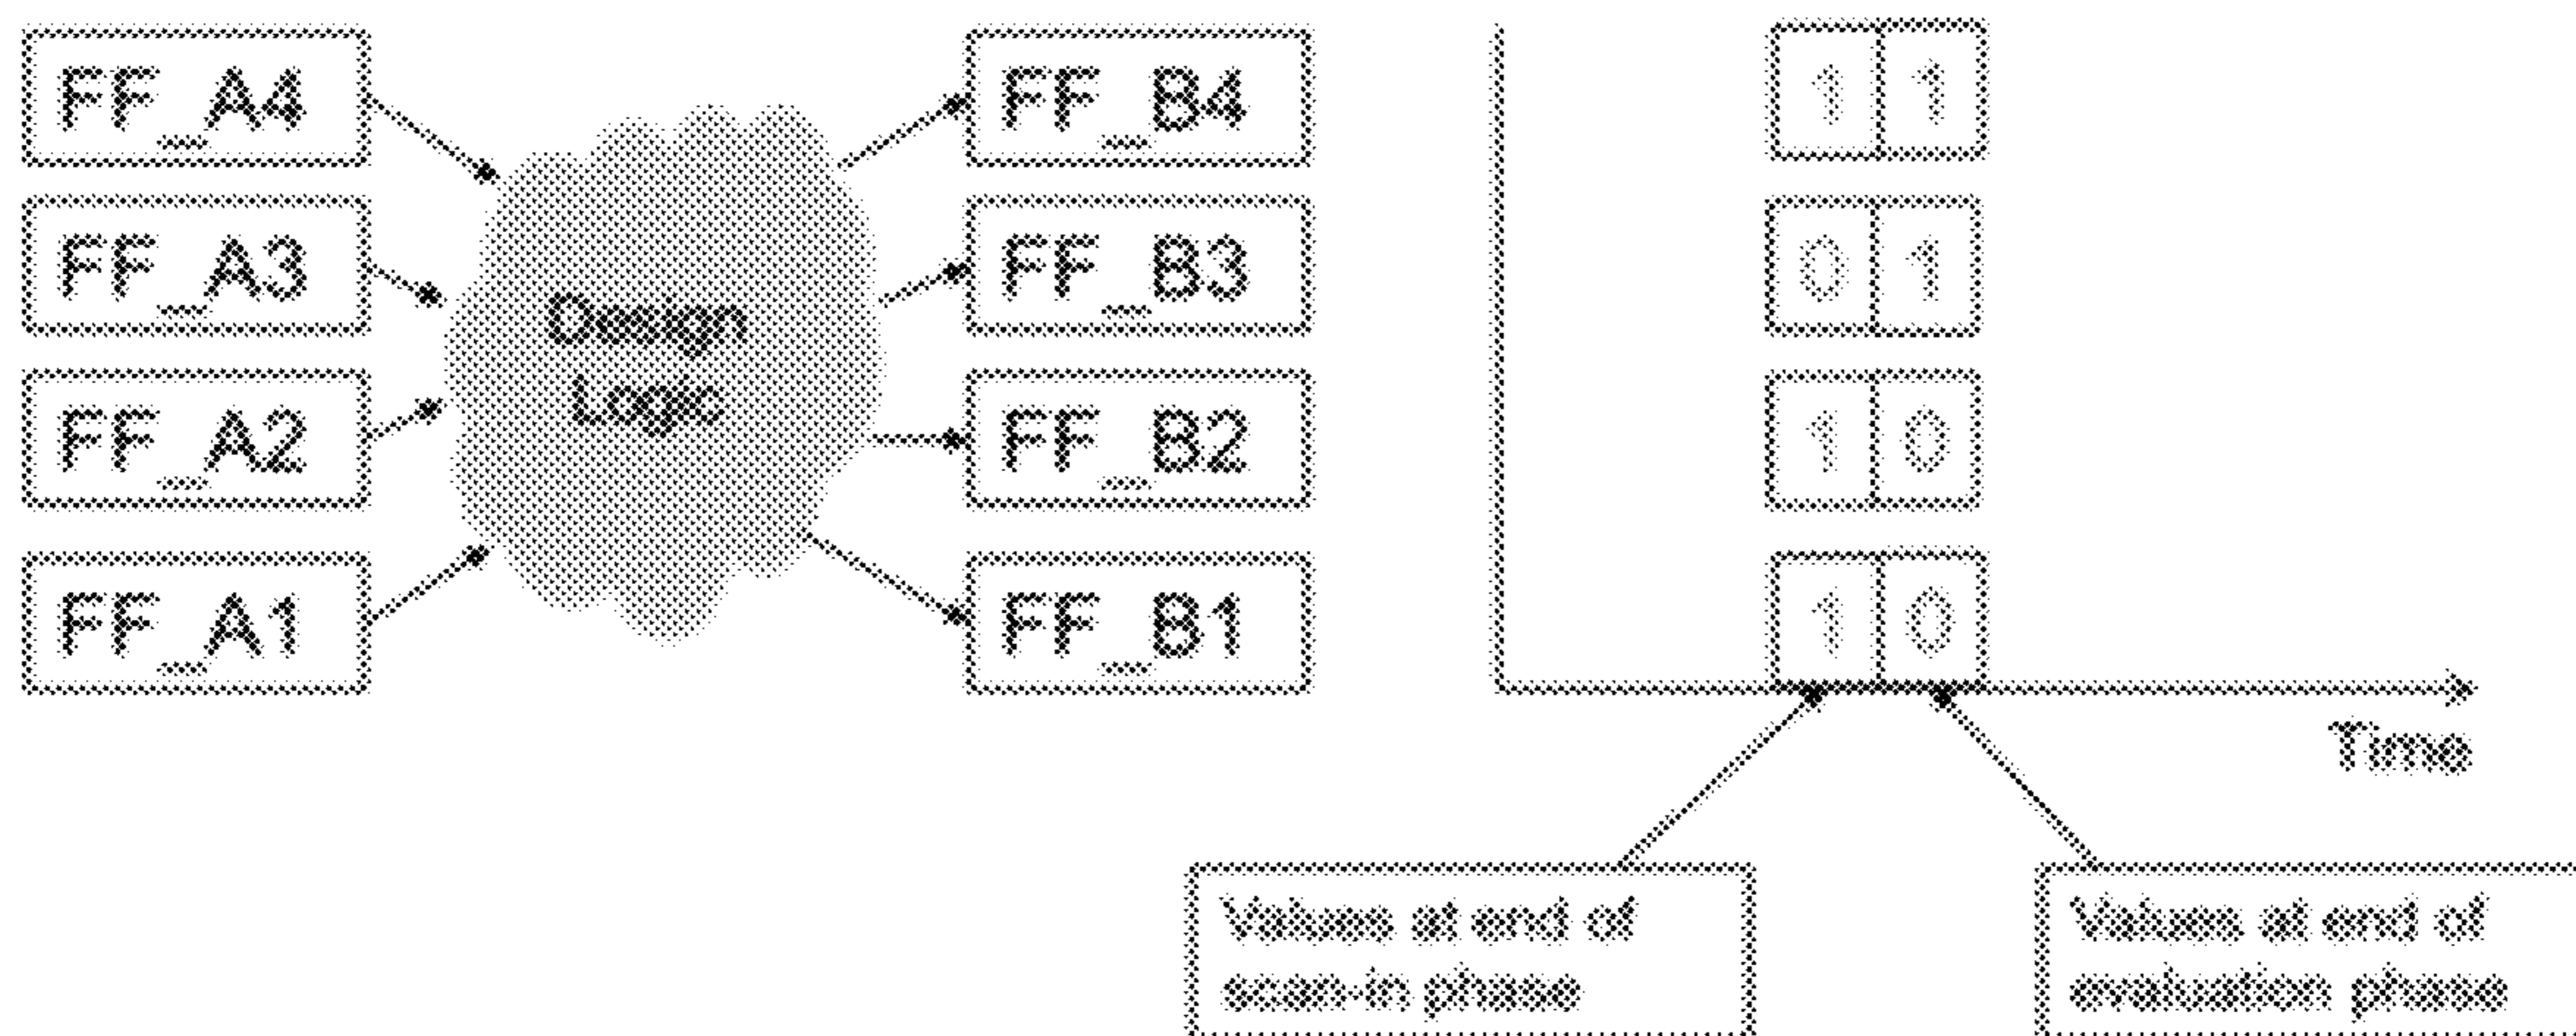 FF_A4
FF_B4
1 1
FF_A3
FF_B3
0 1
Design
Logic
FF_A2
FF_B2
1 0
FF_A1
FF_B1
1 0
Time
Values at end of
scan-in phase
Values at end of
evaluation phase